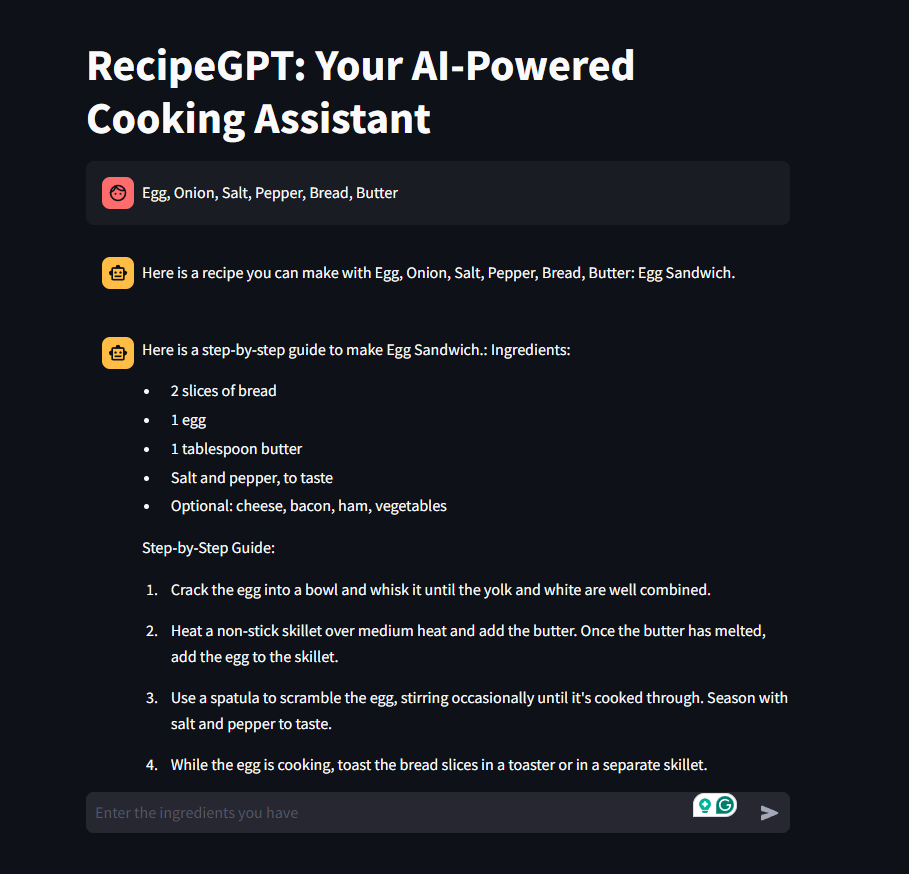 RecipeGPT: Your AI-Powered
Cooking Assistant
Egg, Onion, Salt, Pepper, Bread, Butter
Here is a recipe you can make with Egg, Onion, Salt, Pepper, Bread, Butter: Egg Sandwich.
Here is a step-by-step guide to make Egg Sandwich.: Ingredients:
• 2 slices of bread
• 1 egg
• 1 tablespoon butter
• Salt and pepper, to taste
• Optional: cheese, bacon, ham, vegetables
Step-by-Step Guide:
1. Crack the egg into a bowl and whisk it until the yolk and white are well combined.
2. Heat a non-stick skillet over medium heat and add the butter. Once the butter has melted,
add the egg to the skillet.
3. Use a spatula to scramble the egg, stirring occasionally until it's cooked through. Season with
salt and pepper to taste.
4. While the egg is cooking, toast the bread slices in a toaster or in a separate skillet.
Enter the ingredients you have